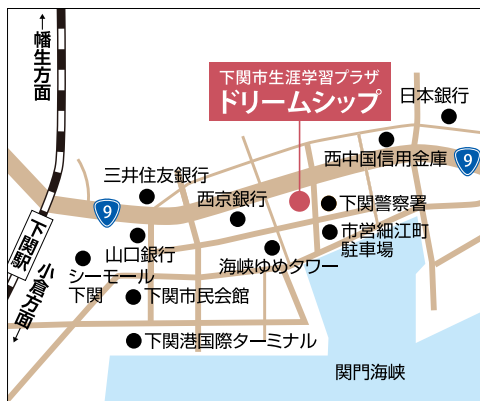 ↑
幡生方面
下関市生涯学習プラザ
ドリームシップ
日本銀行
西中国信用金庫
9
三井住友銀行
西京銀行
下関警察署
9
市営細江町
駐車場
山口銀行
海峡ゆめタワー
下関駅
シーモール
下関
小倉方面
↓
下関市民会館
下関港国際ターミナル
関門海峡